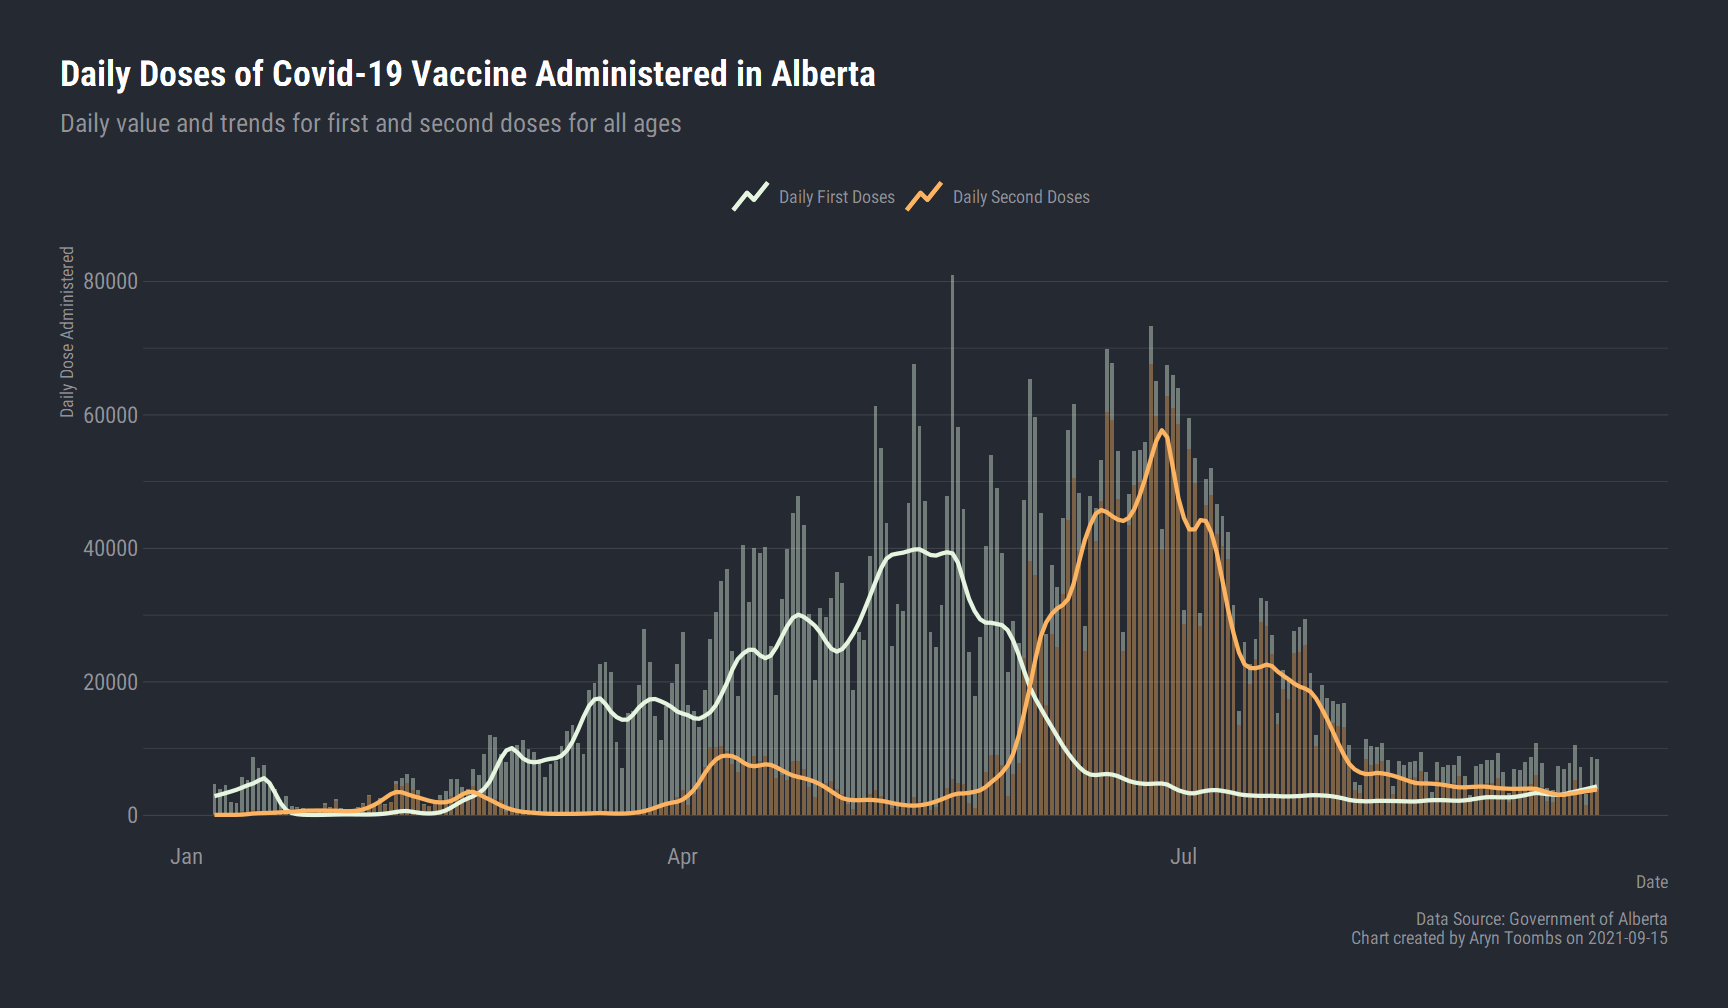 Daily Doses of Covid-19 Vaccine Administered in Alberta
Daily value and trends for first and second doses for all ages
Daily First Doses
Daily Second Doses
Daily Dose Administered
80000
60000
40000
20000
0
Jan
Apr
Jul
Date
Data Source: Government of Alberta
Chart created by Aryn Toombs on 2021-09-15